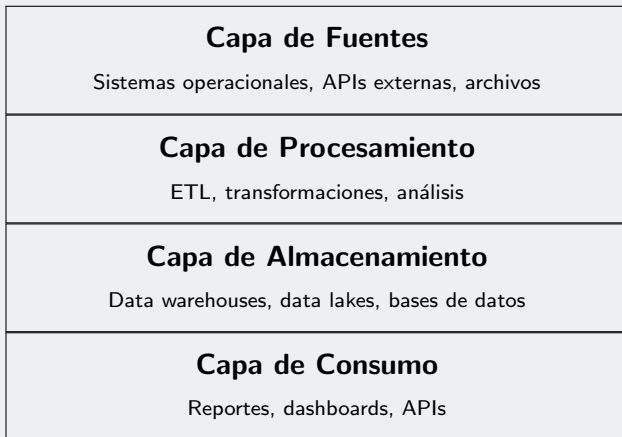 Capa de Fuentes
Sistemas operacionales, APIs externas, archivos
Capa de Procesamiento
ETL, transformaciones, análisis
Capa de Almacenamiento
Data warehouses, data lakes, bases de datos
Capa de Consumo
Reportes, dashboards, APIs